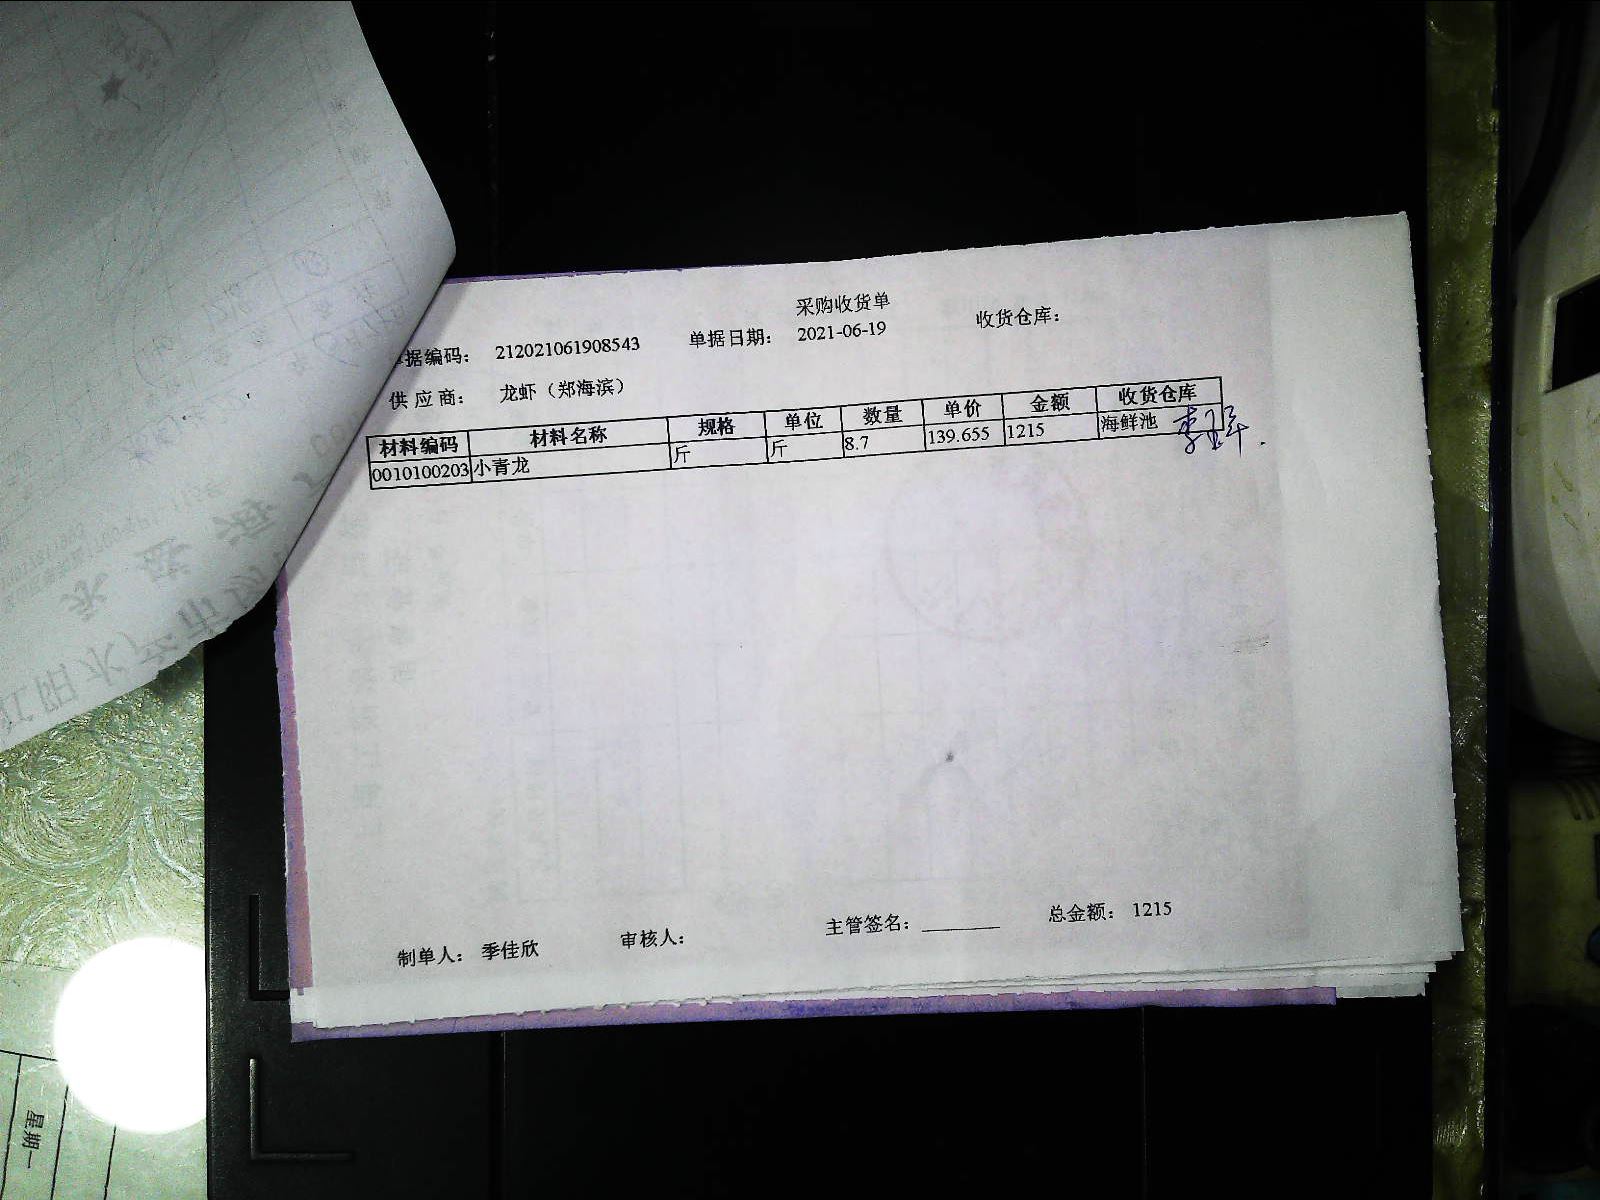 采购收货单
单据编码: 212021061908543 单据日期: 2021-06-19 收货仓库:
供应商: 龙虾(郑海滨)
材料编码 材料名称 规格 单位 数量 单价 金额 收货仓库
0010100203 小青龙 斤 斤 8.7 139.655 1215 海鲜池
制单人: 季佳欣 审核人: 主管签名: ________ 总金额: 1215
星期一